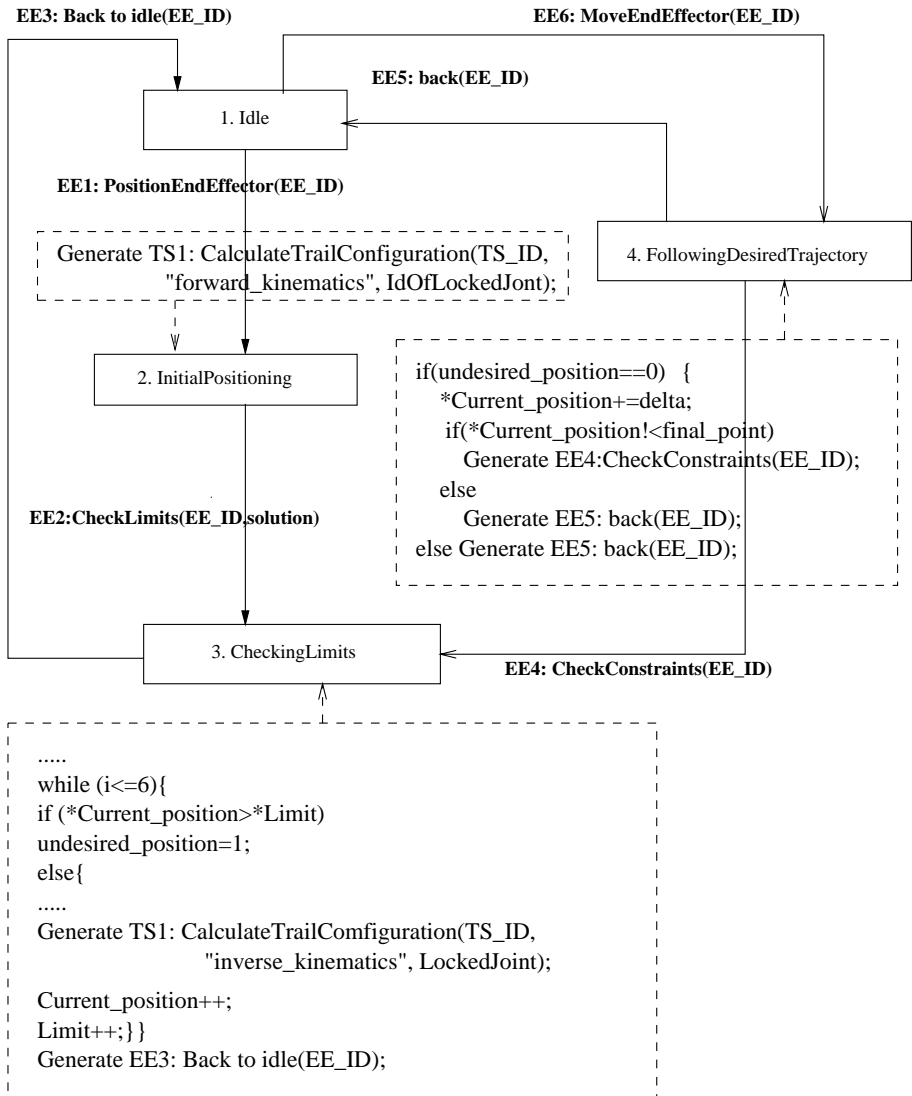 EE3: Back to idle(EE_ID)
EE6: MoveEndEffector(EE_ID)
EE5: back(EE_ID)
1. Idle
EE1: PositionEndEffector(EE_ID)
Generate TS1: CalculateTrailConfiguration(TS_ID,
"forward_kinematics", IdOfLockedJont);
4. FollowingDesiredTrajectory
2. InitialPositioning
if(undesired_position==0) {
*Current_position+=delta;
if(*Current_position!<final_point)
Generate EE4:CheckConstraints(EE_ID);
else
Generate EE5: back(EE_ID);
else Generate EE5: back(EE_ID);
EE2:CheckLimits(EE_ID,solution)
3. CheckingLimits
EE4: CheckConstraints(EE_ID)
.....
while (i<=6){
if (*Current_position>*Limit)
undesired_position=1;
else{
.....
Generate TS1: CalculateTrailComfiguration(TS_ID,
"inverse_kinematics", LockedJoint);
Current_position++;
Limit++;}}
Generate EE3: Back to idle(EE_ID);